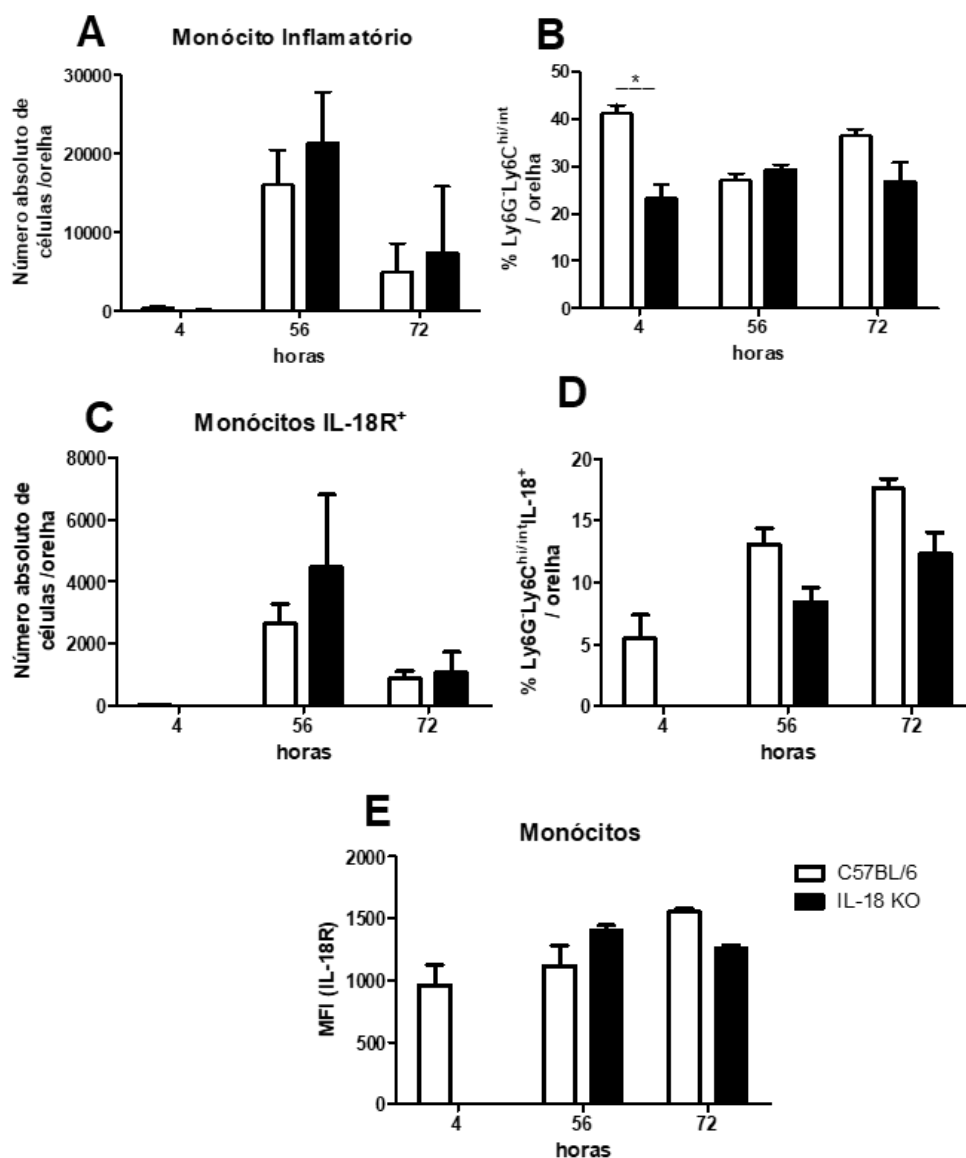 A
Monócito Inflamatório
Número absoluto de
células /orelha
30000
20000
10000
0
4
56
72
horas
B
% Ly6G⁻Ly6C^hi/int
/ orelha
50
40
30
20
10
0
*
4
56
72
horas
C
Monócitos IL-18R⁺
Número absoluto de
células /orelha
8000
6000
4000
2000
0
4
56
72
horas
D
% Ly6G⁻Ly6C^hi/int IL-18⁺
/ orelha
20
15
10
5
0
4
56
72
horas
E
Monócitos
MFI (IL-18R)
2000
1500
1000
500
0
4
56
72
horas
C57BL/6
IL-18 KO